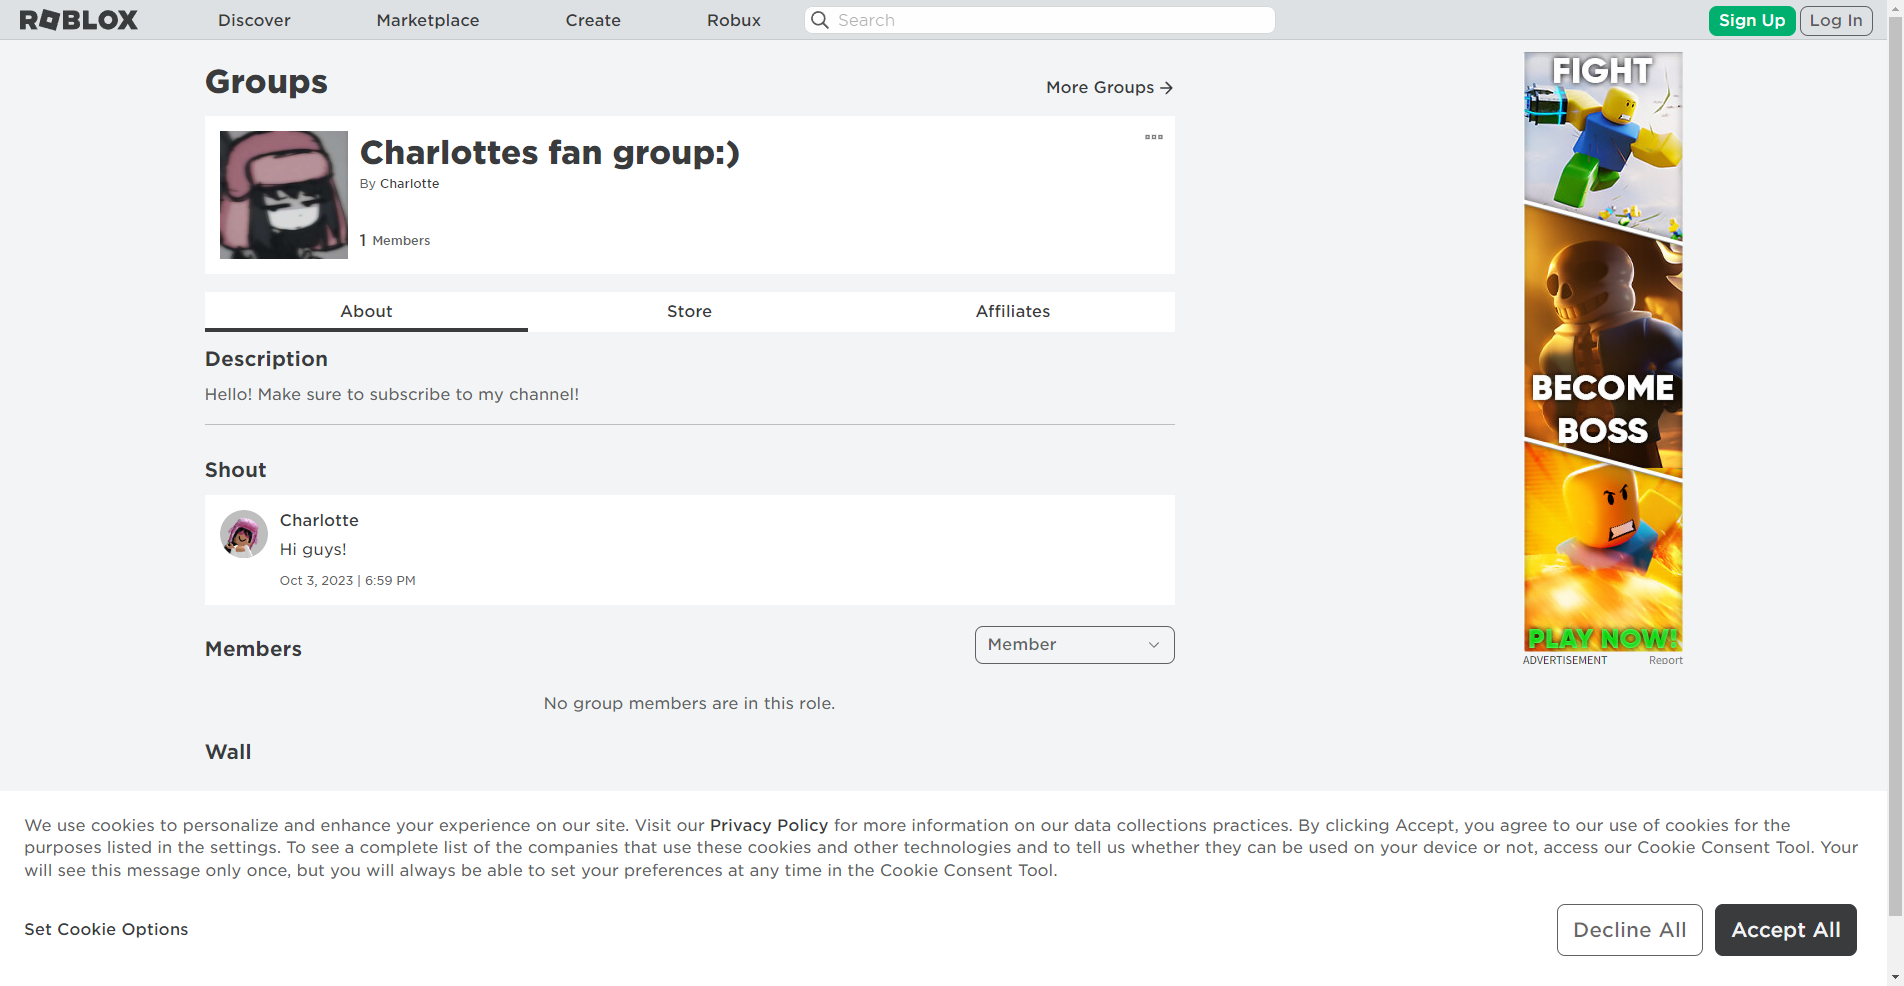 ROBLOX
Discover
Marketplace
Create
Robux
Search
Sign Up
Log In
Groups
More Groups →
Charlottes fan group:)
By Charlotte
1 Members
About
Store
Affiliates
Description
Hello! Make sure to subscribe to my channel!
Shout
Charlotte
Hi guys!
Oct 3, 2023 | 6:59 PM
Members
Member
No group members are in this role.
Wall
FIGHT
BECOME
BOSS
PLAY NOW!
ADVERTISEMENT
Report
We use cookies to personalize and enhance your experience on our site. Visit our Privacy Policy for more information on our data collections practices. By clicking Accept, you agree to our use of cookies for the
purposes listed in the settings. To see a complete list of the companies that use these cookies and other technologies and to tell us whether they can be used on your device or not, access our Cookie Consent Tool. Your
will see this message only once, but you will always be able to set your preferences at any time in the Cookie Consent Tool.
Set Cookie Options
Decline All
Accept All